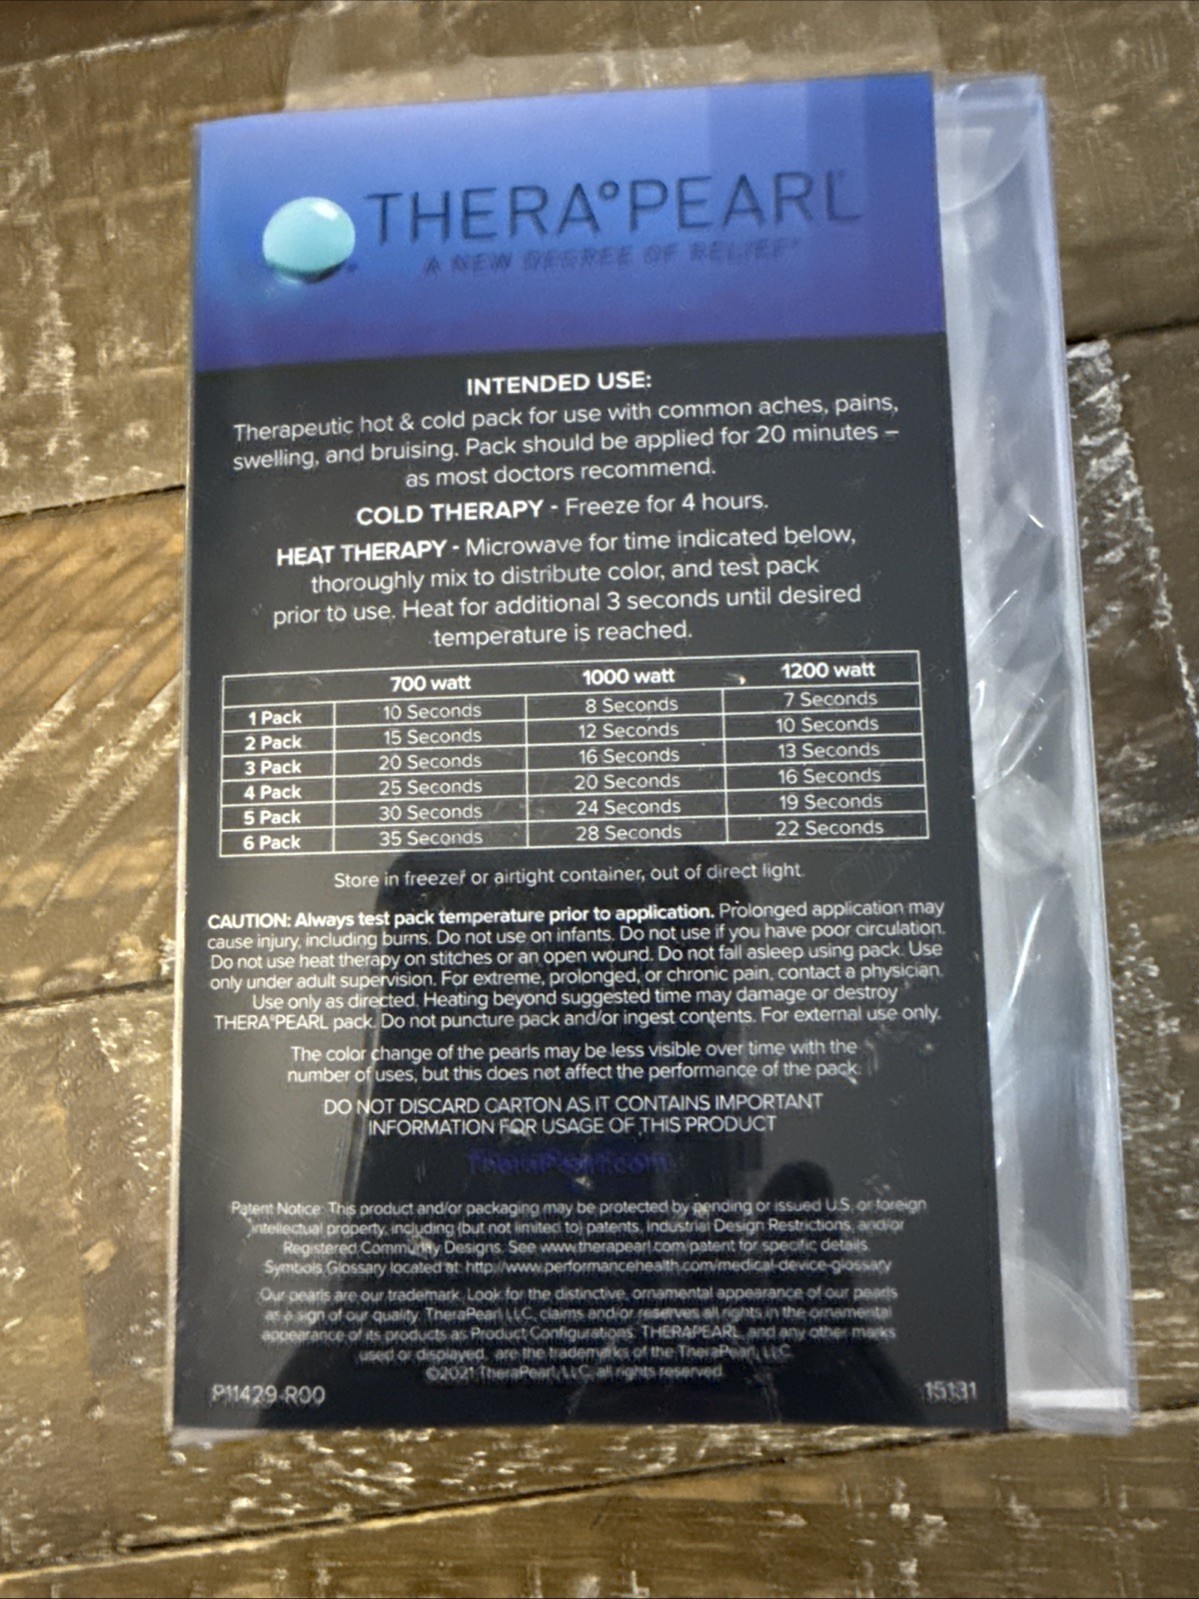 THERA°PEARL
A NEW DEGREE OF RELIEF®
INTENDED USE:
Therapeutic hot & cold pack for use with common aches, pains,
swelling, and bruising. Pack should be applied for 20 minutes –
as most doctors recommend.
COLD THERAPY - Freeze for 4 hours.
HEAT THERAPY - Microwave for time indicated below,
thoroughly mix to distribute color, and test pack
prior to use. Heat for additional 3 seconds until desired
temperature is reached.
700 watt 1000 watt 1200 watt
1 Pack 10 Seconds 8 Seconds 7 Seconds
2 Pack 15 Seconds 12 Seconds 10 Seconds
3 Pack 20 Seconds 16 Seconds 13 Seconds
4 Pack 25 Seconds 20 Seconds 16 Seconds
5 Pack 30 Seconds 24 Seconds 19 Seconds
6 Pack 35 Seconds 28 Seconds 22 Seconds
Store in freezer or airtight container, out of direct light.
CAUTION: Always test pack temperature prior to application. Prolonged application may
cause injury, including burns. Do not use on infants. Do not use if you have poor circulation.
Do not use heat therapy on stitches or an open wound. Do not fall asleep using pack. Use
only under adult supervision. For extreme, prolonged, or chronic pain, contact a physician.
Use only as directed. Heating beyond suggested time may damage or destroy
THERA°PEARL pack. Do not puncture pack and/or ingest contents. For external use only.
The color change of the pearls may be less visible over time with the
number of uses, but this does not affect the performance of the pack.
DO NOT DISCARD CARTON AS IT CONTAINS IMPORTANT
INFORMATION FOR USAGE OF THIS PRODUCT
TheraPearl.com
Patent Notice: This product and/or packaging may be protected by pending or issued U.S. or foreign
intellectual property, including (but not limited to) patents, Industrial Design Restrictions, and/or
Registered Community Designs. See www.therapearl.com/patent for specific details.
Symbols Glossary located at: http://www.performancehealth.com/medical-device-glossary
Our pearls are our trademark. Look for the distinctive, ornamental appearance of our pearls
as a sign of our quality. TheraPearl LLC, claims and/or reserves all rights in the ornamental
appearance of its products as Product Configurations. THERAPEARL, and any other marks
used or displayed, are the trademarks of the TheraPearl, LLC.
©2021 TheraPearl, LLC, all rights reserved.
P11429-R00 15131